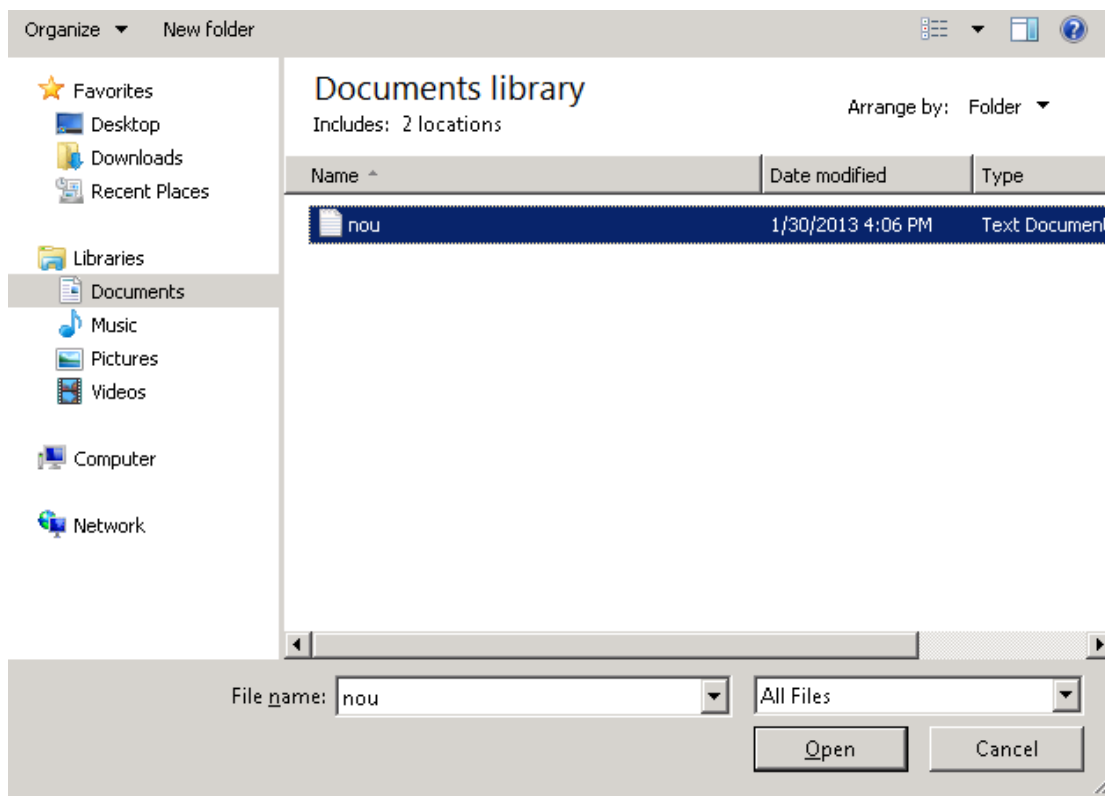 Organize New folder
Favorites
Desktop
Downloads
Recent Places
Libraries
Documents
Music
Pictures
Videos
Computer
Network
Documents library
Includes: 2 locations
Arrange by: Folder
Name Date modified Type
nou 1/30/2013 4:06 PM Text Document
File name: nou All Files
Open Cancel